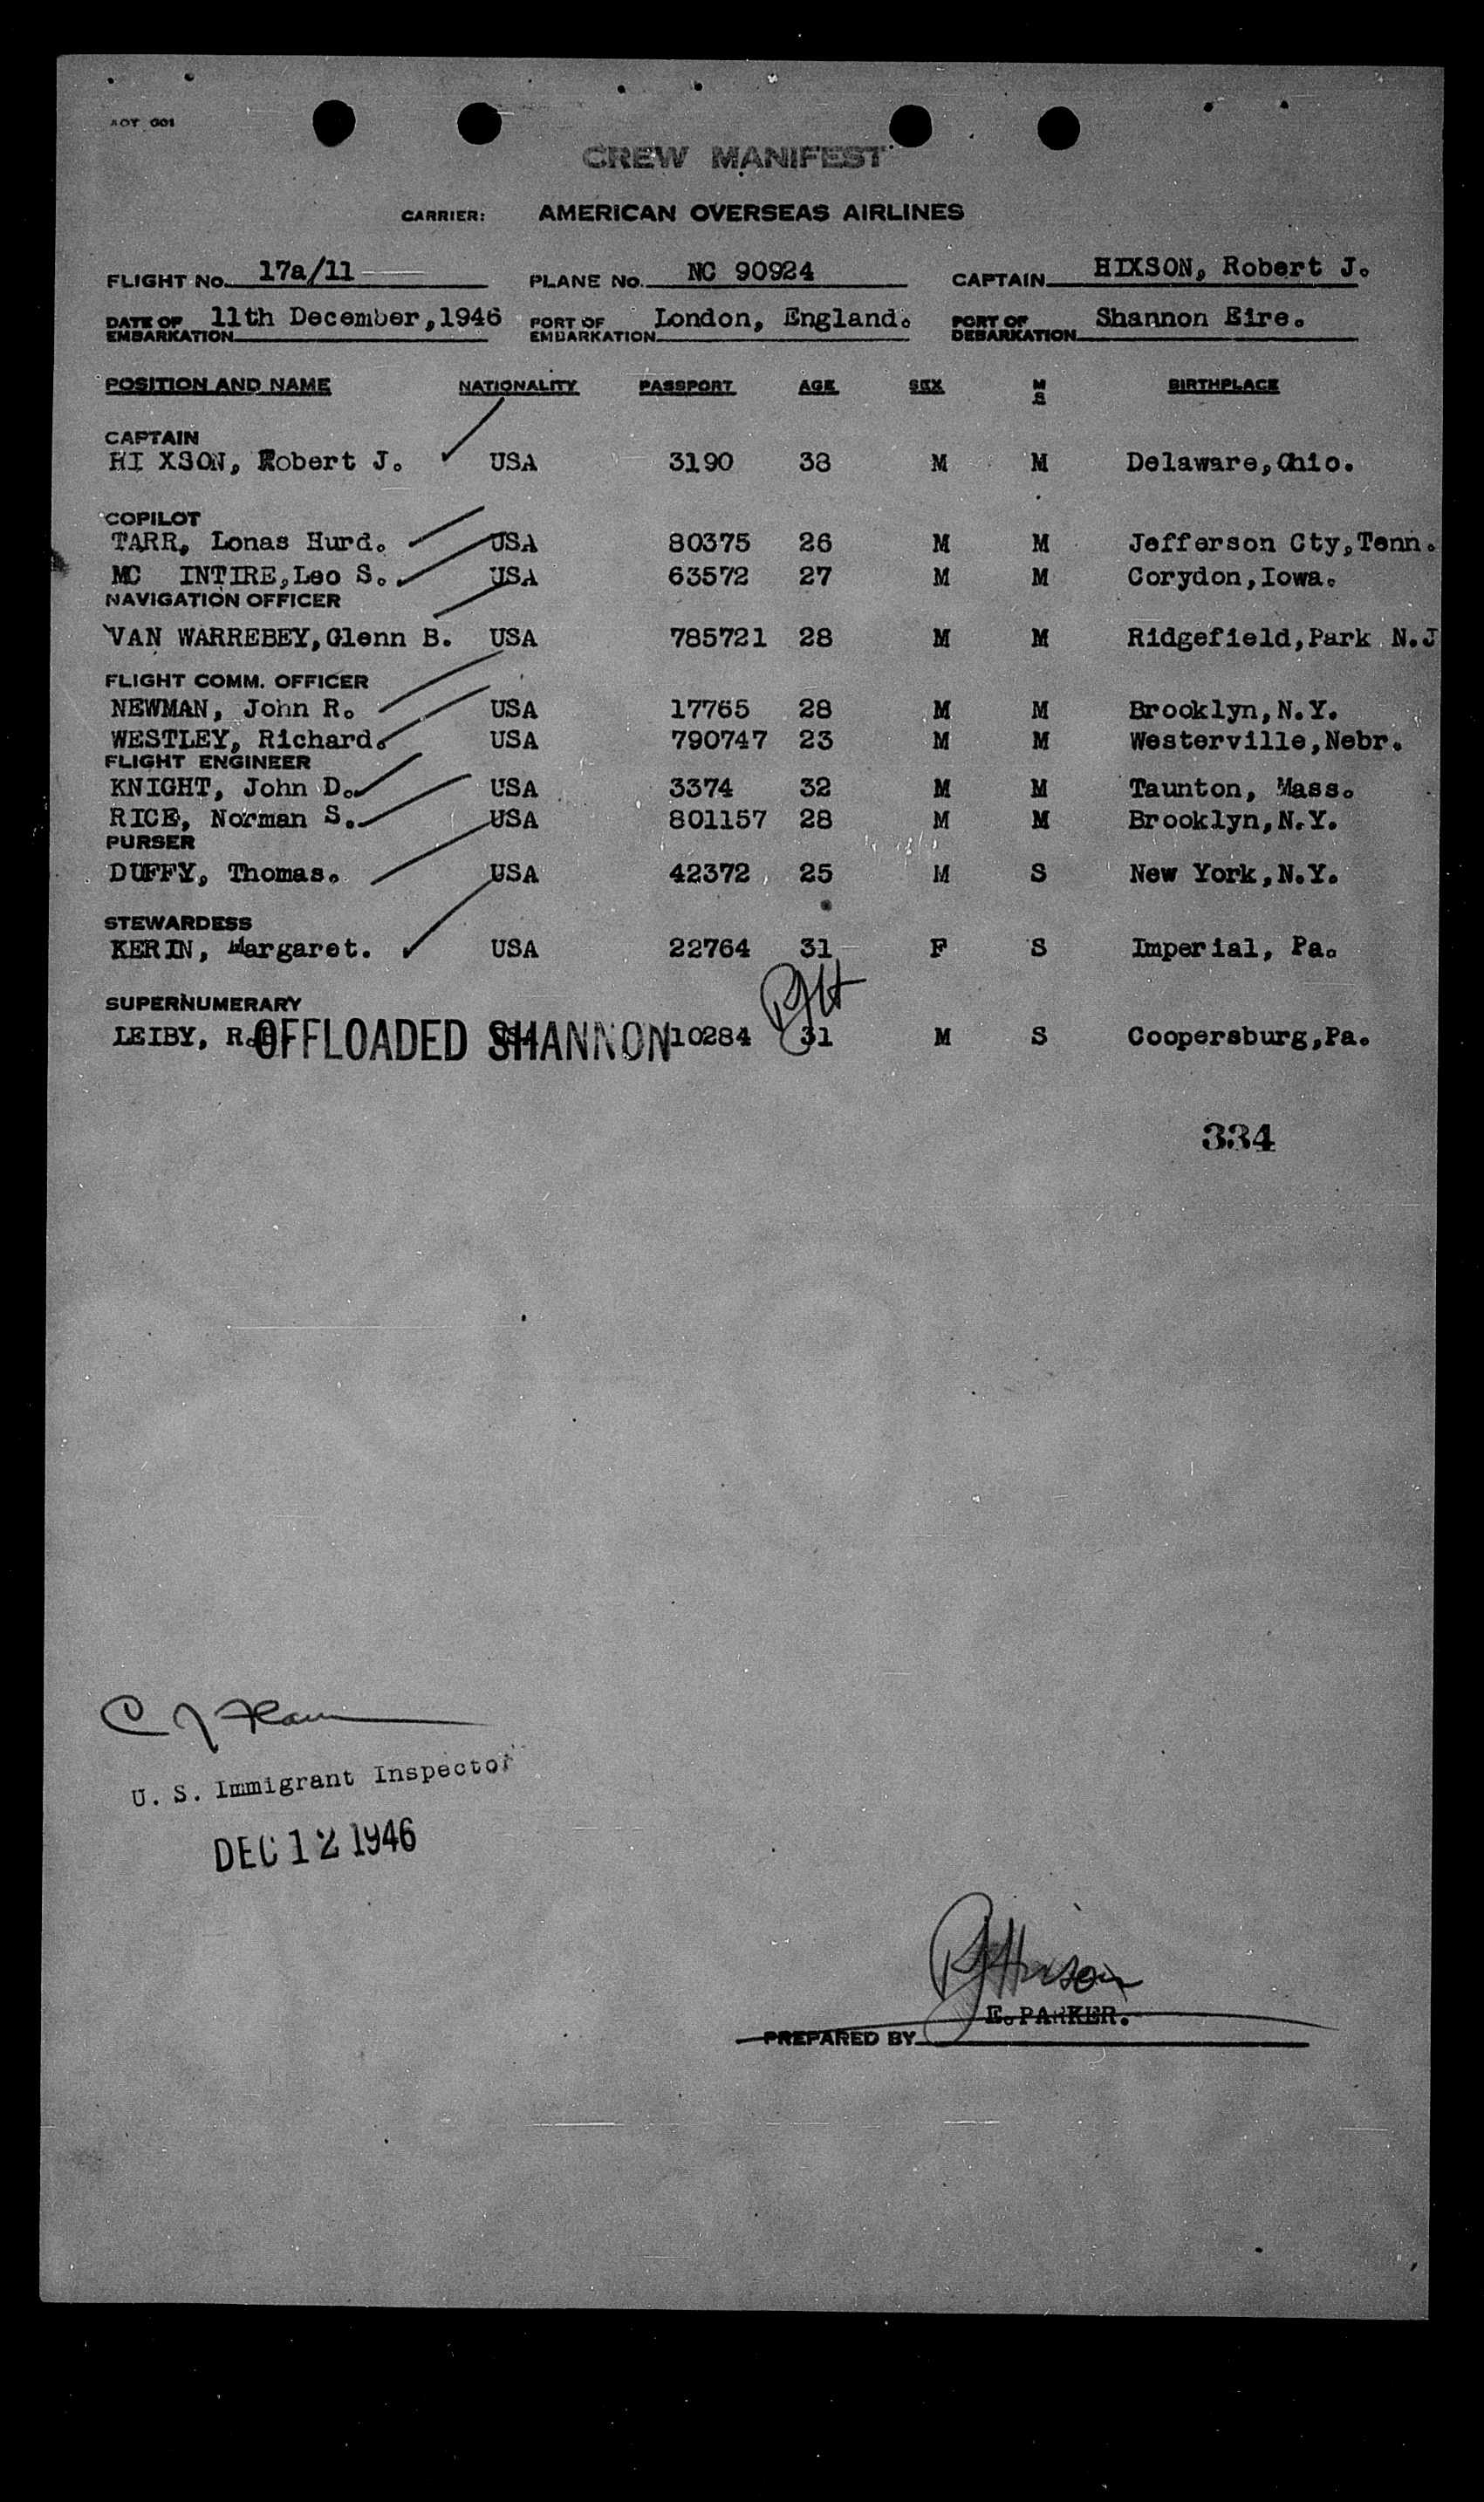 AOT 001
CREW MANIFEST
CARRIER: AMERICAN OVERSEAS AIRLINES
FLIGHT No. 17a/11 PLANE No. NC 90924 CAPTAIN HIXSON, Robert J.
DATE OF EMBARKATION 11th December,1946 PORT OF EMBARKATION London, England. PORT OF DEBARKATION Shannon Eire.
POSITION AND NAME NATIONALITY PASSPORT AGE SEX M S BIRTHPLACE
CAPTAIN
HI XSON, Robert J. USA 3190 38 M M Delaware,Ohio.
COPILOT
TARR, Lonas Hurd. USA 80375 26 M M Jefferson Cty,Tenn.
MC INTIRE,Leo S. USA 63572 27 M M Corydon,Iowa.
NAVIGATION OFFICER
VAN WARREBEY,Glenn B. USA 785721 28 M M Ridgefield,Park N.J
FLIGHT COMM. OFFICER
NEWMAN, John R. USA 17765 28 M M Brooklyn,N.Y.
WESTLEY, Richard. USA 790747 23 M M Westerville,Nebr.
FLIGHT ENGINEER
KNIGHT, John D. USA 3374 32 M M Taunton, Mass.
RICE, Norman S. USA 801157 28 M M Brooklyn,N.Y.
PURSER
DUFFY, Thomas. USA 42372 25 M S New York,N.Y.
STEWARDESS
KERIN, Margaret. USA 22764 31 F S Imperial, Pa.
RJH
SUPERNUMERARY
LEIBY, R. OFFLOADED SHANNON 10284 31 M S Coopersburg,Pa.
334
U. S. Immigrant Inspector
DEC 12 1946
RJHixson
E.PARKER.
PREPARED BY